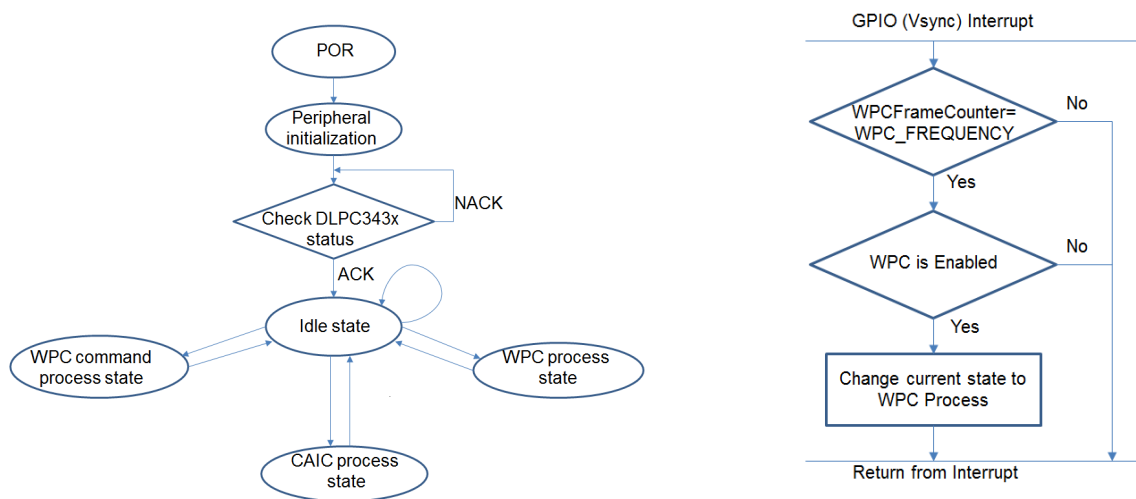 POR
Peripheral
initialization
NACK
Check DLPC343x
status
ACK
Idle state
WPC command
process state
WPC process
state
CAIC process
state
GPIO (Vsync) Interrupt
WPCFrameCounter=
WPC_FREQUENCY
No
Yes
WPC is Enabled
No
Yes
Change current state to
WPC Process
Return from Interrupt